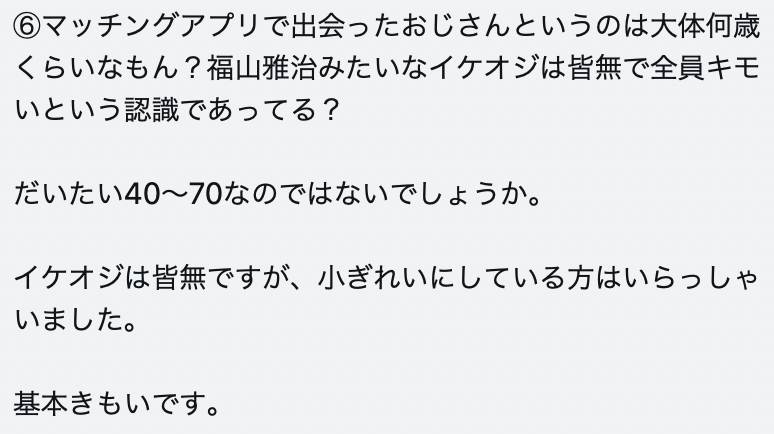 ⑥マッチングアプリで出会ったおじさんというのは大体何歳
くらいなもん？福山雅治みたいなイケオジは皆無で全員キモ
いという認識であってる？
だいたい40〜70なのではないでしょうか。
イケオジは皆無ですが、小ぎれいにしている方はいらっしゃ
いました。
基本きもいです。